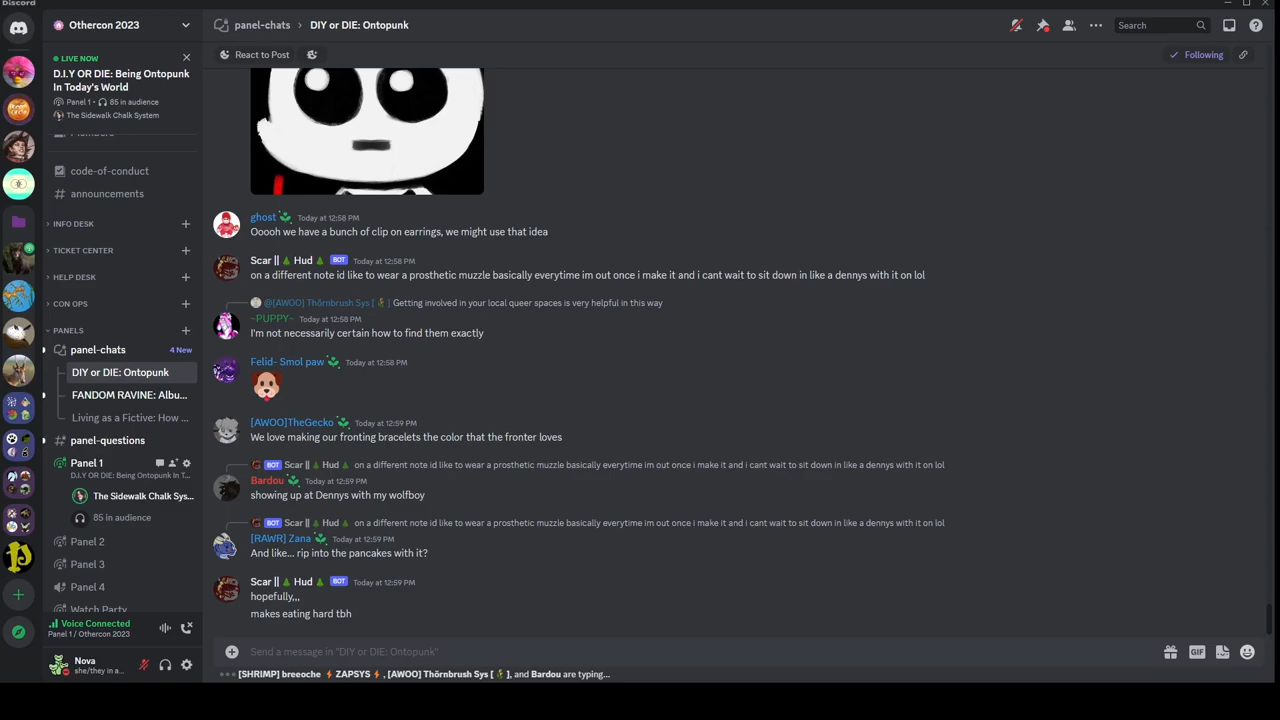 Discord
Othercon 2023
LIVE NOW
D.I.Y OR DIE: Being Ontopunk
In Today's World
Panel 1 • 85 in audience
The Sidewalk Chalk System
code-of-conduct
announcements
INFO DESK
TICKET CENTER
HELP DESK
CON OPS
PANELS
panel-chats
4 New
DIY or DIE: Ontopunk
FANDOM RAVINE: Albu...
Living as a Fictive: How ...
panel-questions
Panel 1
D.I.Y OR DIE: Being Ontopunk In T...
The Sidewalk Chalk Sys...
85 in audience
Panel 2
Panel 3
Panel 4
Watch Party
Voice Connected
Panel 1 / Othercon 2023
Nova
she/they in a...
panel-chats > DIY or DIE: Ontopunk
Search
React to Post
Following
ghost Today at 12:58 PM
Ooooh we have a bunch of clip on earrings, we might use that idea
Scar || Hud BOT Today at 12:58 PM
on a different note id like to wear a prosthetic muzzle basically everytime im out once i make it and i cant wait to sit down in like a dennys with it on lol
@[AWOO] Thörnbrush Sys [ ] Getting involved in your local queer spaces is very helpful in this way
~PUPPY~ Today at 12:58 PM
I'm not necessarily certain how to find them exactly
Felid- Smol paw Today at 12:58 PM
[AWOO]TheGecko Today at 12:59 PM
We love making our fronting bracelets the color that the fronter loves
BOT Scar || Hud on a different note id like to wear a prosthetic muzzle basically everytime im out once i make it and i cant wait to sit down in like a dennys with it on lol
Bardou Today at 12:59 PM
showing up at Dennys with my wolfboy
BOT Scar || Hud on a different note id like to wear a prosthetic muzzle basically everytime im out once i make it and i cant wait to sit down in like a dennys with it on lol
[RAWR] Zana Today at 12:59 PM
And like... rip into the pancakes with it?
Scar || Hud BOT Today at 12:59 PM
hopefully,,,
makes eating hard tbh
Send a message in "DIY or DIE: Ontopunk"
GIF
[SHRIMP] breeoche ⚡ ZAPSYS ⚡, [AWOO] Thörnbrush Sys [ ], and Bardou are typing...